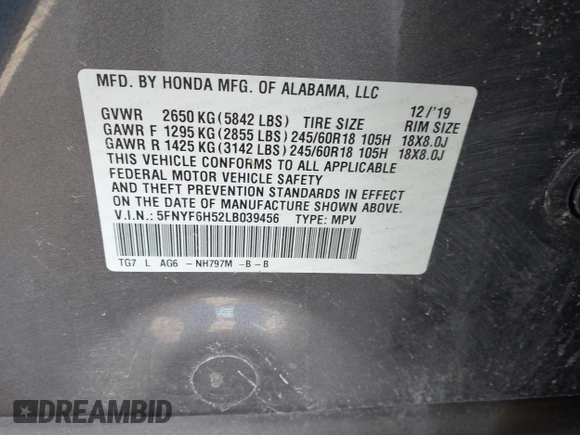 MFD. BY HONDA MFG. OF ALABAMA, LLC
GVWR 2650 KG (5842 LBS) TIRE SIZE 12/'19 RIM SIZE
GAWR F 1295 KG (2855 LBS) 245/60R18 105H 18X8.0J
GAWR R 1425 KG (3142 LBS) 245/60R18 105H 18X8.0J
THIS VEHICLE CONFORMS TO ALL APPLICABLE
FEDERAL MOTOR VEHICLE SAFETY, BUMPER,
AND THEFT PREVENTION STANDARDS IN EFFECT
ON THE DATE OF MANUFACTURE SHOWN ABOVE.
V.I.N.: 5FNYF6H52LB039456 TYPE: MPV
TG7 L AG6 -NH797M -B -B
DREAMBID